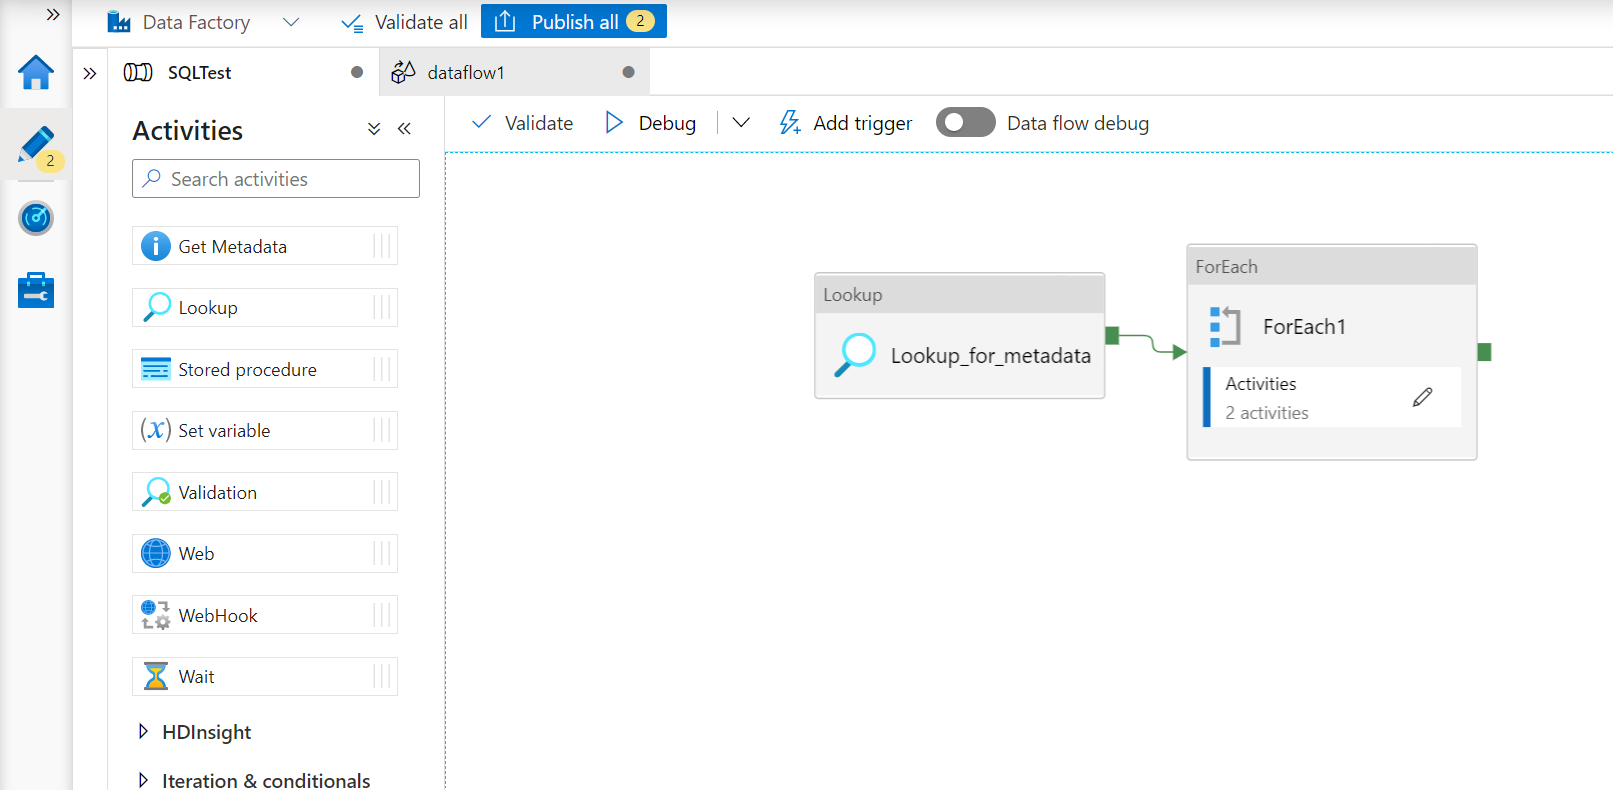 Data Factory
Validate all
Publish all 2
SQLTest
dataflow1
2
Activities
Validate
Debug
Add trigger
Data flow debug
Search activities
Get Metadata
Lookup
Stored procedure
(x) Set variable
Validation
Web
WebHook
Wait
HDInsight
Iteration & conditionals
Lookup
Lookup_for_metadata
ForEach
ForEach1
Activities
2 activities